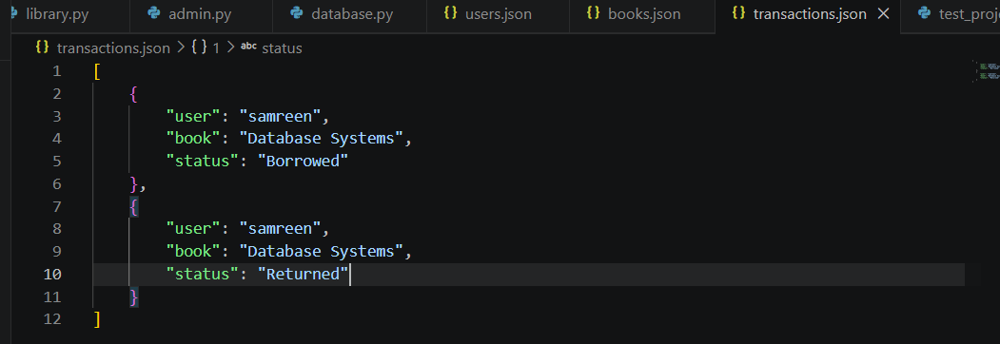 library.py admin.py database.py {} users.json {} books.json {} transactions.json × test_proj
{} transactions.json > { } 1 > abc status
1 [
2 {
3 "user": "samreen",
4 "book": "Database Systems",
5 "status": "Borrowed"
6 },
7 {
8 "user": "samreen",
9 "book": "Database Systems",
10 "status": "Returned"
11 }
12 ]